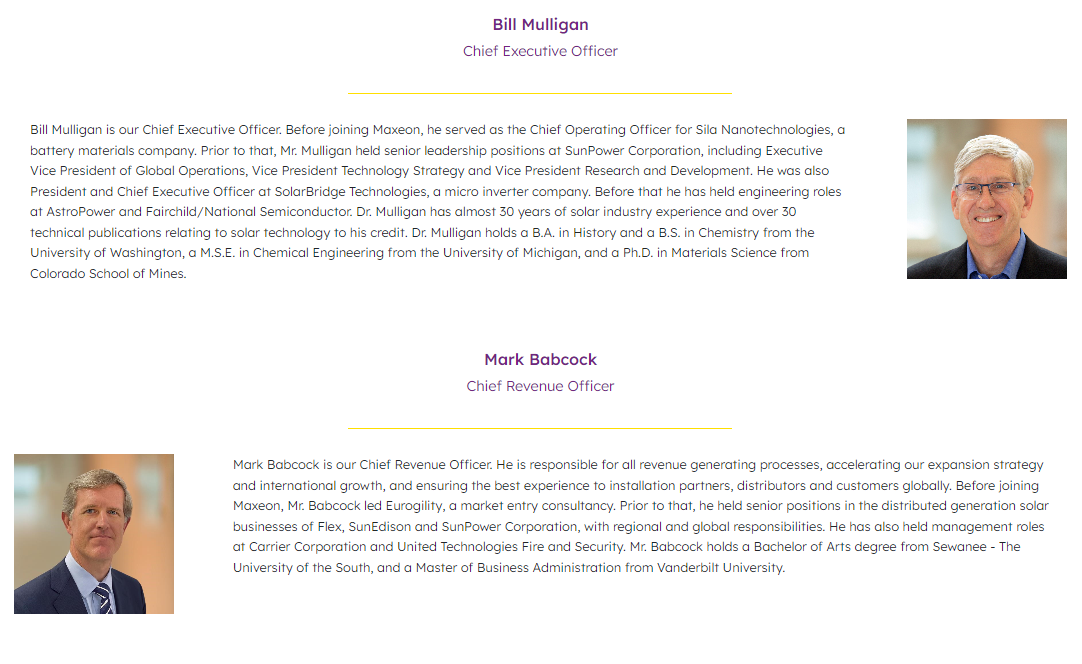 Bill Mulligan
Chief Executive Officer
Bill Mulligan is our Chief Executive Officer. Before joining Maxeon, he served as the Chief Operating Officer for Sila Nanotechnologies, a
battery materials company. Prior to that, Mr. Mulligan held senior leadership positions at SunPower Corporation, including Executive
Vice President of Global Operations, Vice President Technology Strategy and Vice President Research and Development. He was also
President and Chief Executive Officer at SolarBridge Technologies, a micro inverter company. Before that he has held engineering roles
at AstroPower and Fairchild/National Semiconductor. Dr. Mulligan has almost 30 years of solar industry experience and over 30
technical publications relating to solar technology to his credit. Dr. Mulligan holds a B.A. in History and a B.S. in Chemistry from the
University of Washington, a M.S.E. in Chemical Engineering from the University of Michigan, and a Ph.D. in Materials Science from
Colorado School of Mines.
Mark Babcock
Chief Revenue Officer
Mark Babcock is our Chief Revenue Officer. He is responsible for all revenue generating processes, accelerating our expansion strategy
and international growth, and ensuring the best experience to installation partners, distributors and customers globally. Before joining
Maxeon, Mr. Babcock led Eurogility, a market entry consultancy. Prior to that, he held senior positions in the distributed generation solar
businesses of Flex, SunEdison and SunPower Corporation, with regional and global responsibilities. He has also held management roles
at Carrier Corporation and United Technologies Fire and Security. Mr. Babcock holds a Bachelor of Arts degree from Sewanee - The
University of the South, and a Master of Business Administration from Vanderbilt University.